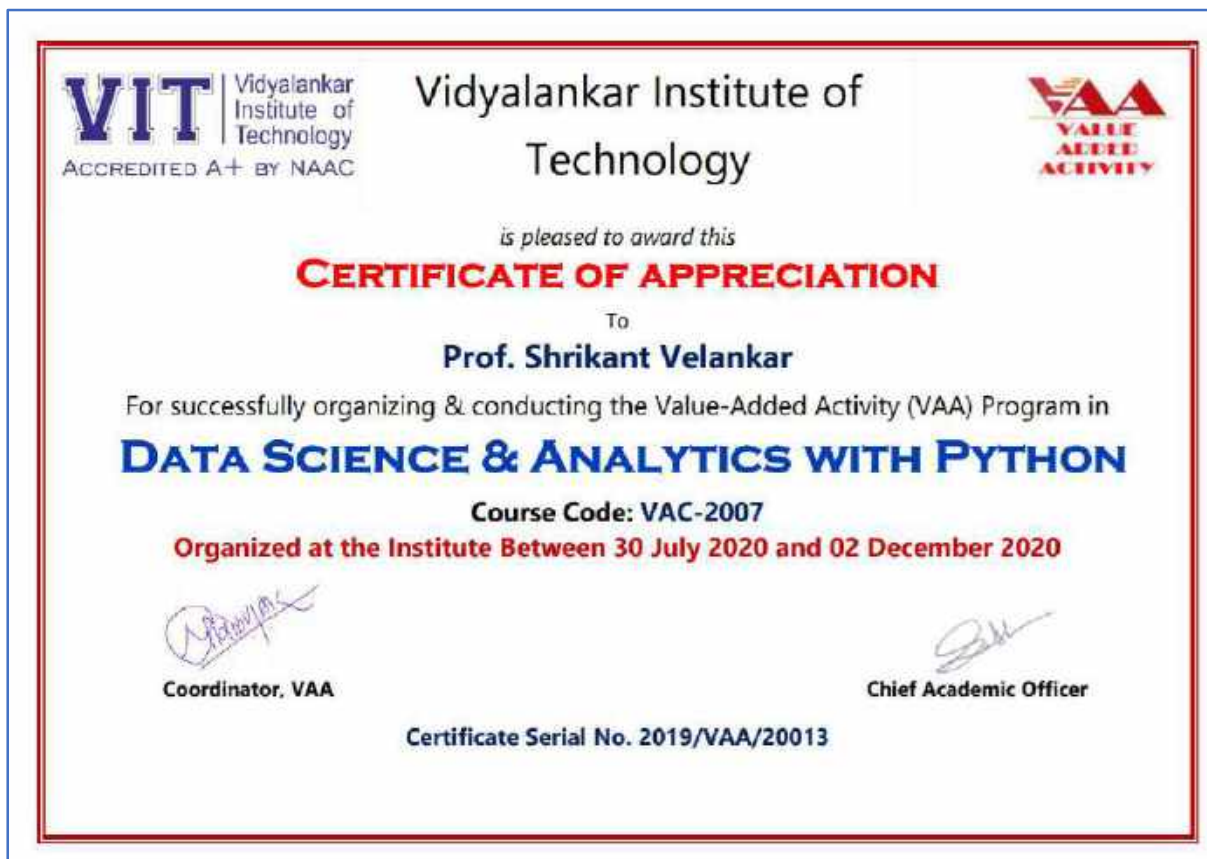 VIT
Vidyalankar
Institute of
Technology
ACCREDITED A+ BY NAAC
Vidyalankar Institute of
Technology
VAA
VALUE
ADDED
ACTIVITY
is pleased to award this
CERTIFICATE OF APPRECIATION
To
Prof. Shrikant Velankar
For successfully organizing & conducting the Value-Added Activity (VAA) Program in
DATA SCIENCE & ANALYTICS WITH PYTHON
Course Code: VAC-2007
Organized at the Institute Between 30 July 2020 and 02 December 2020
Coordinator, VAA
Chief Academic Officer
Certificate Serial No. 2019/VAA/20013